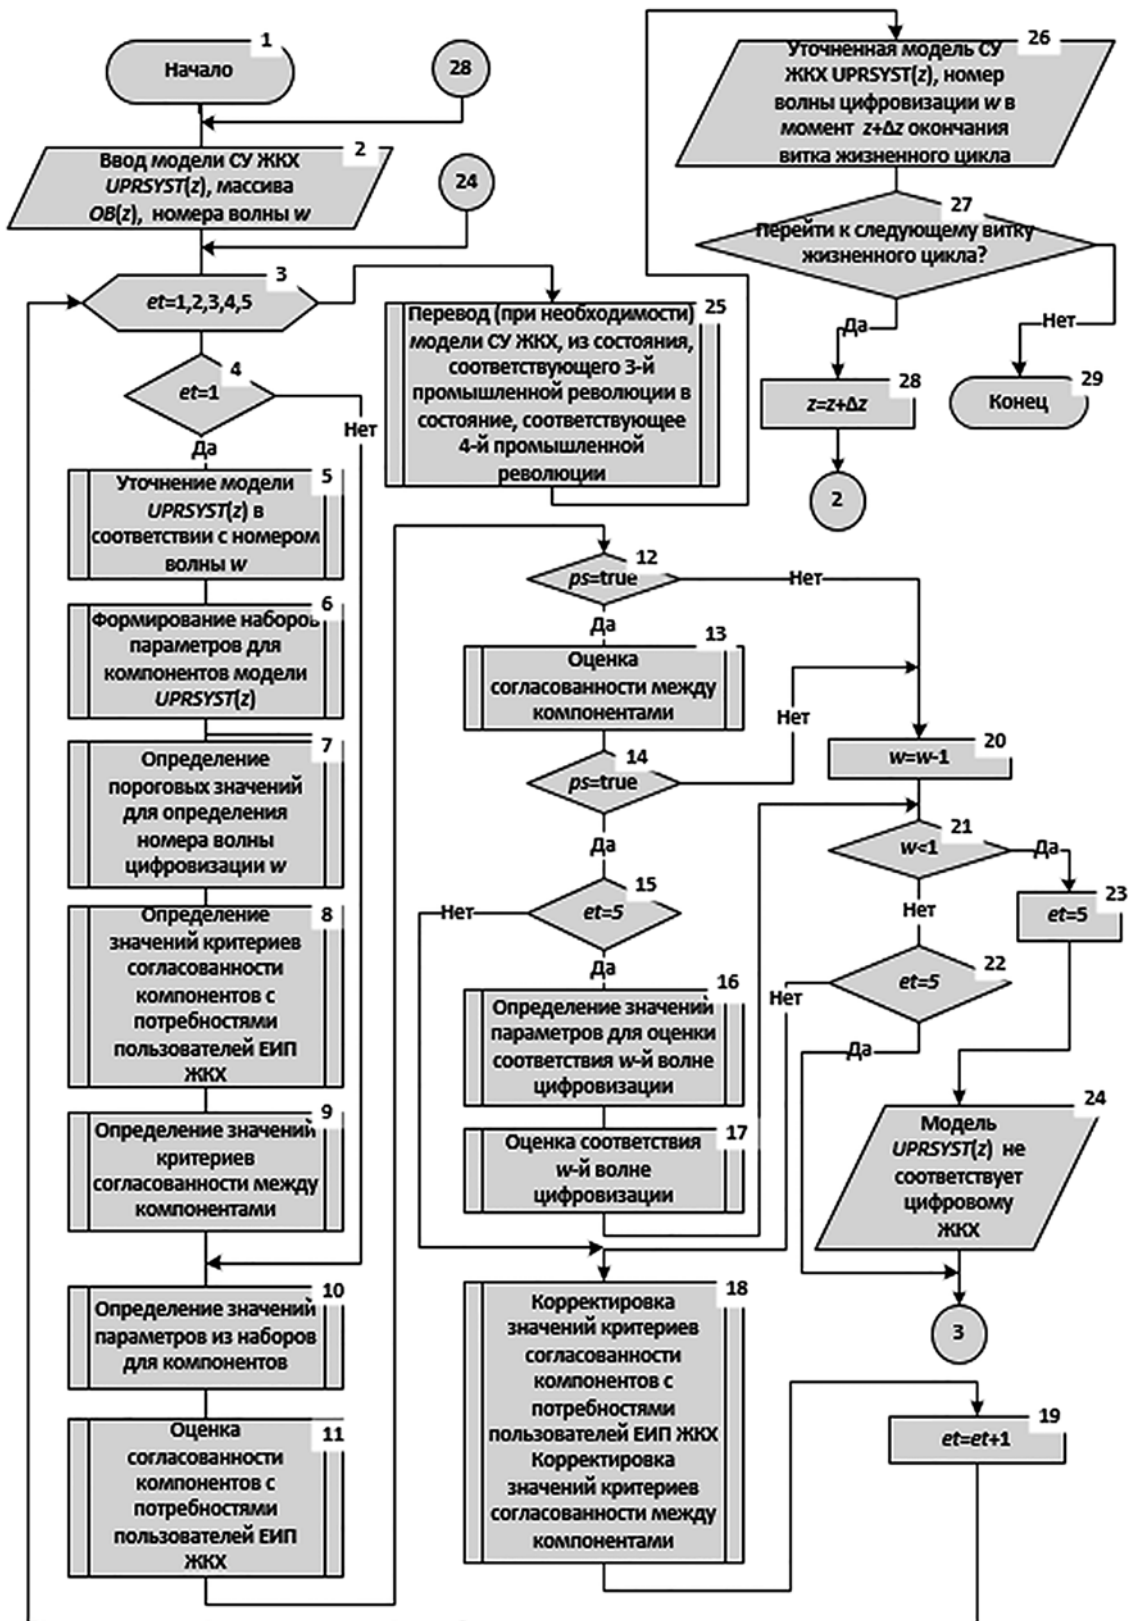 1
Начало
28
2
Ввод модели СУ ЖКХ
UPRSYST(z), массива
OB(z), номера волны w
24
3
et=1,2,3,4,5
4
et=1
Нет
Да
5
Уточнение модели
UPRSYST(z) в
соответствии с номером
волны w
6
Формирование наборов
параметров для
компонентов модели
UPRSYST(z)
7
Определение
пороговых значений
для определения
номера волны
цифровизации w
8
Определение
значений критериев
согласованности
компонентов с
потребностями
пользователей ЕИП
ЖКХ
9
Определение значений
критериев
согласованности между
компонентами
10
Определение значений
параметров из наборов
для компонентов
11
Оценка
согласованности
компонентов с
потребностями
пользователей ЕИП
ЖКХ
25
Перевод (при необходимости)
модели СУ ЖКХ, из состояния,
соответствующего 3-й
промышленной революции в
состояние, соответствующее
4-й промышленной
революции
26
Уточненная модель СУ
ЖКХ UPRSYST(z), номер
волны цифровизации w в
момент z+Δz окончания
витка жизненного цикла
27
Перейти к следующему витку
жизненного цикла?
Да
Нет
28
z=z+Δz
29
Конец
2
12
ps=true
Нет
Да
13
Оценка
согласованности между
компонентами
14
ps=true
Нет
Да
15
et=5
Нет
Да
16
Определение значений
параметров для оценки
соответствия w-й волне
цифровизации
17
Оценка соответствия
w-й волне
цифровизации
18
Корректировка
значений критериев
согласованности
компонентов с
потребностями
пользователей ЕИП ЖКХ
Корректировка
значений критериев
согласованности между
компонентами
20
w=w-1
21
w<1
Да
Нет
23
et=5
22
et=5
Нет
Да
24
Модель
UPRSYST(z) не
соответствует
цифровому
ЖКХ
3
19
et=et+1